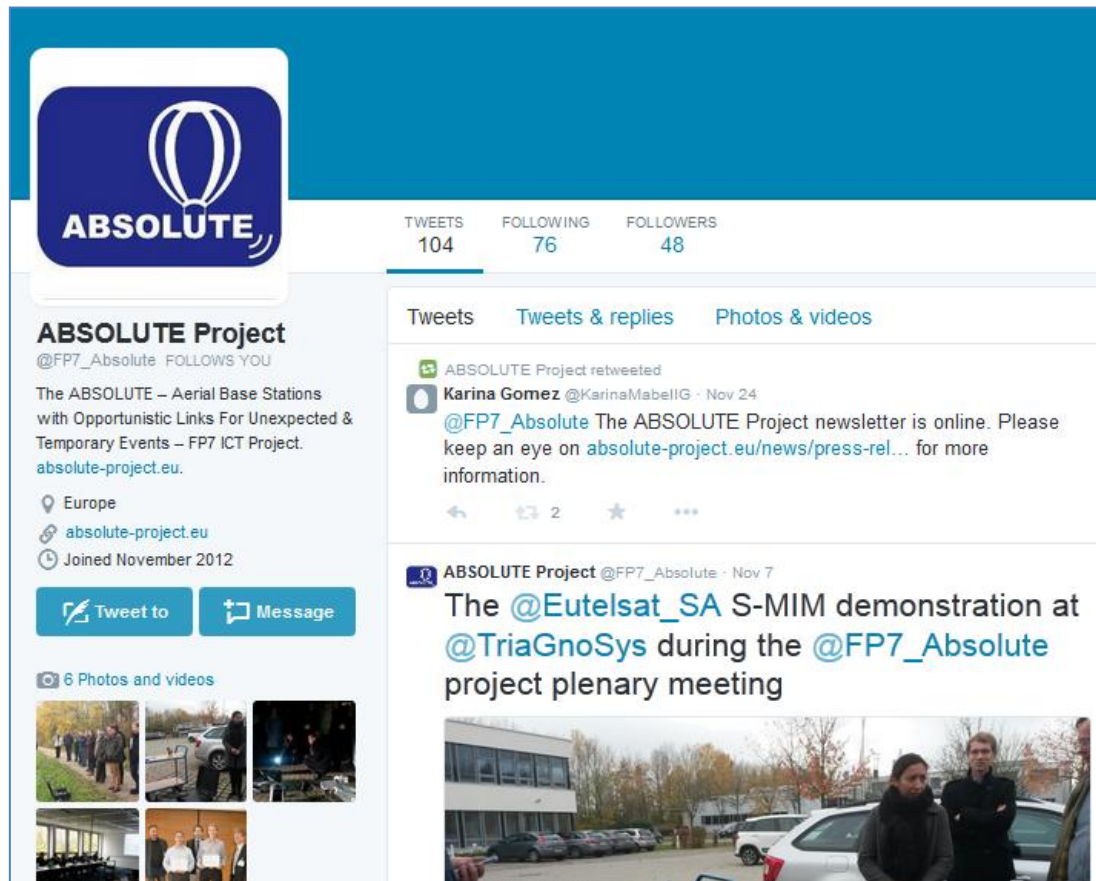 ABSOLUTE
TWEETS FOLLOWING FOLLOWERS
104 76 48
ABSOLUTE Project
@FP7_Absolute FOLLOWS YOU
The ABSOLUTE – Aerial Base Stations
with Opportunistic Links For Unexpected &
Temporary Events – FP7 ICT Project.
absolute-project.eu.
Europe
absolute-project.eu
Joined November 2012
Tweet to
Message
6 Photos and videos
Tweets Tweets & replies Photos & videos
ABSOLUTE Project retweeted
Karina Gomez @KarinaMabellG · Nov 24
@FP7_Absolute The ABSOLUTE Project newsletter is online. Please
keep an eye on absolute-project.eu/news/press-rel... for more
information.
2
ABSOLUTE Project @FP7_Absolute · Nov 7
The @Eutelsat_SA S-MIM demonstration at
@TriaGnoSys during the @FP7_Absolute
project plenary meeting